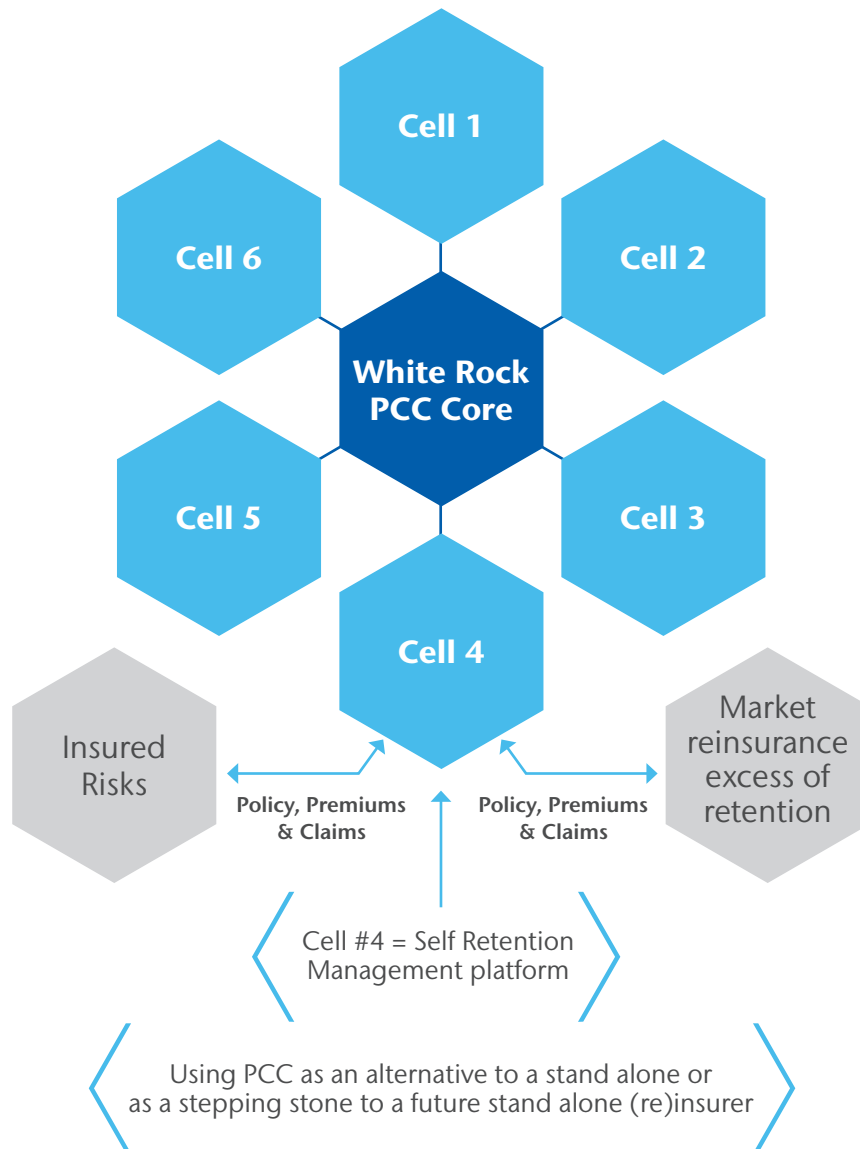 Cell 1
Cell 6
Cell 2
White Rock
PCC Core
Cell 5
Cell 3
Cell 4
Insured
Risks
Market
reinsurance
excess of
retention
Policy, Premiums
& Claims
Policy, Premiums
& Claims
Cell #4 = Self Retention
Management platform
Using PCC as an alternative to a stand alone or
as a stepping stone to a future stand alone (re)insurer